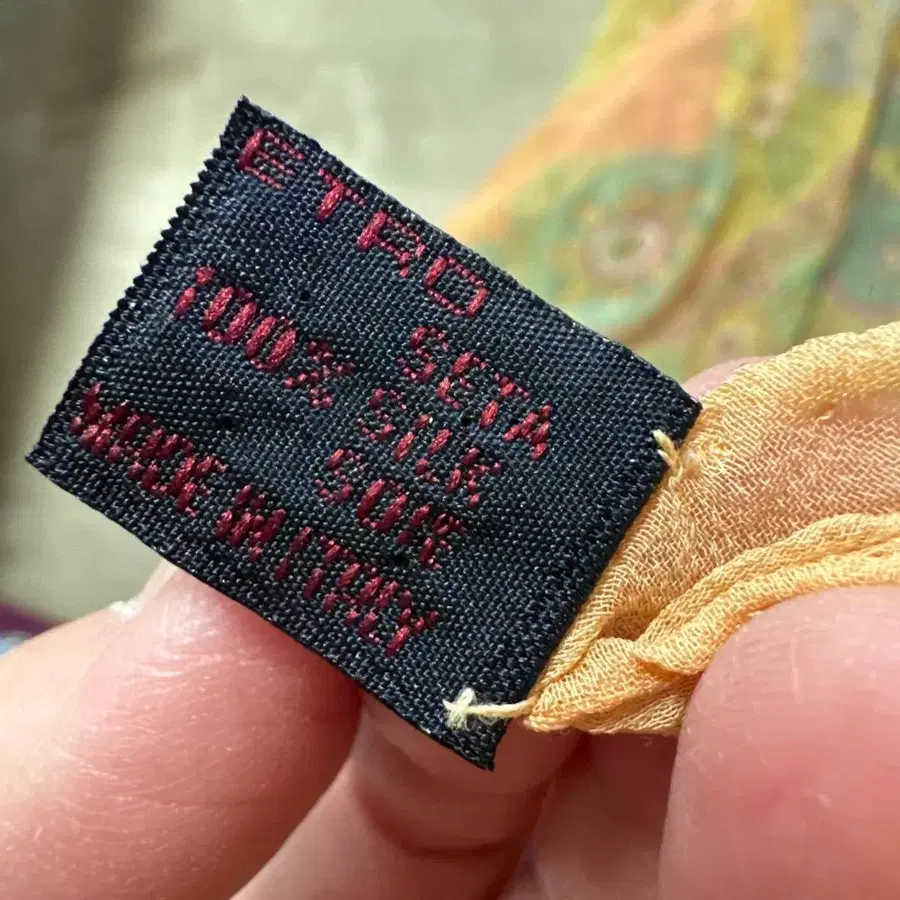 ETRO
SETA
100% SILK
SOIE
MADE IN ITALY